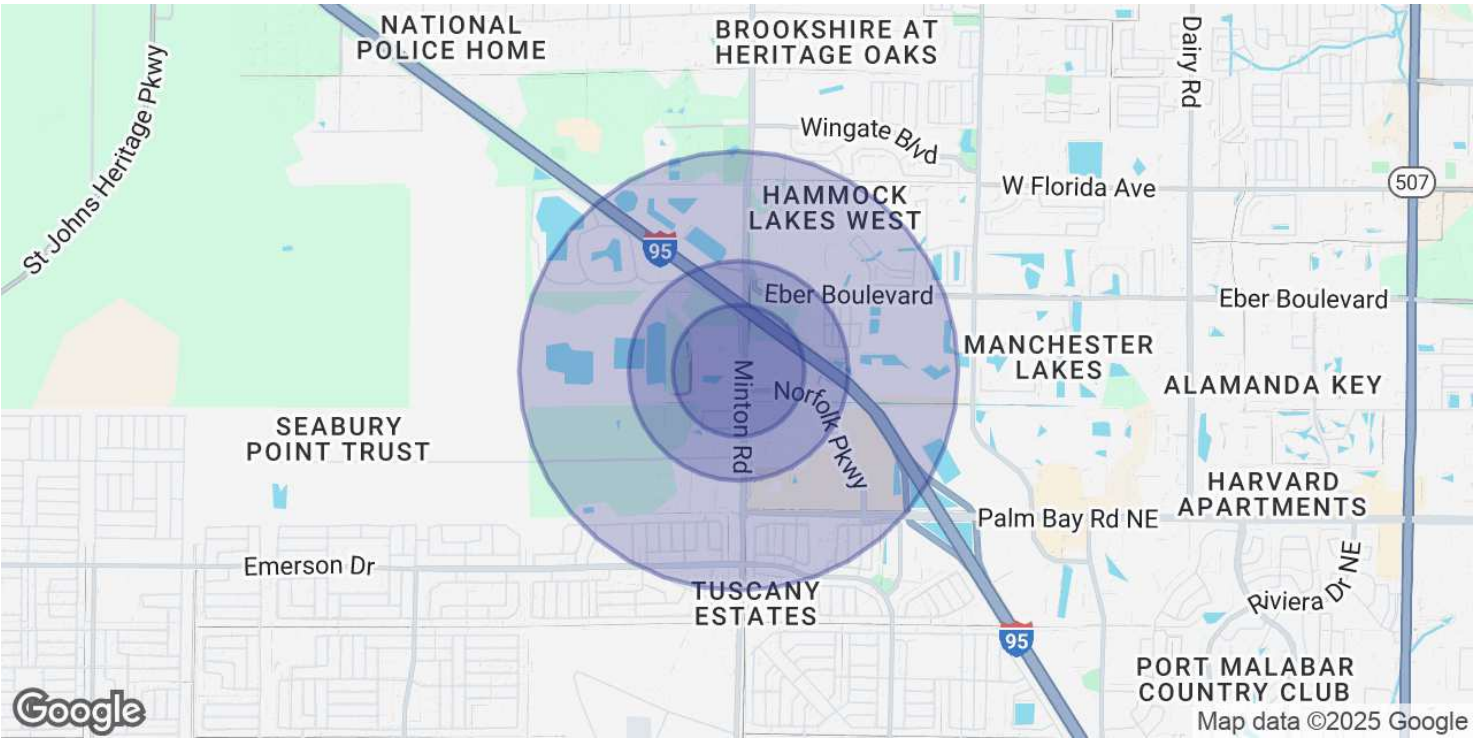 NATIONAL
POLICE HOME
BROOKSHIRE AT
HERITAGE OAKS
Dairy Rd
St Johns Heritage Pkwy
Wingate Blvd
W Florida Ave
507
HAMMOCK
LAKES WEST
95
Eber Boulevard
Eber Boulevard
MANCHESTER
LAKES
ALAMANDA KEY
Minton Rd
Norfolk Pkwy
SEABURY
POINT TRUST
HARVARD
APARTMENTS
Palm Bay Rd NE
Emerson Dr
TUSCANY
ESTATES
Riviera Dr NE
95
PORT MALABAR
COUNTRY CLUB
Google
Map data ©2025 Google